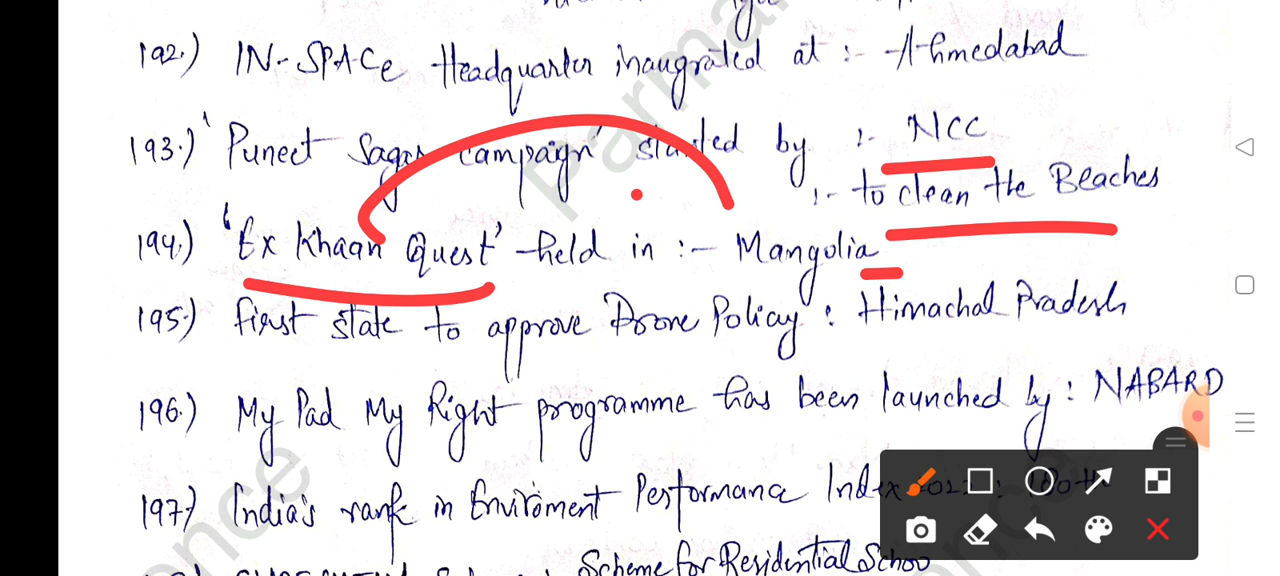 192.) IN-SPACe Headquarter inaugrated at :- Ahmedabad
193.) 'Puneet Sagar campaign' started by :- NCC
:- to clean the Beaches
194.) 'Ex Khaan Quest' held in :- Mangolia
195.) first state to approve Drone Policy : Himachal Pradesh
196.) My Pad My Right programme has been launched by : NABARD
197.) India's rank in Enviroment Performance Index
Scheme for Residential Schoo
Parma
ence